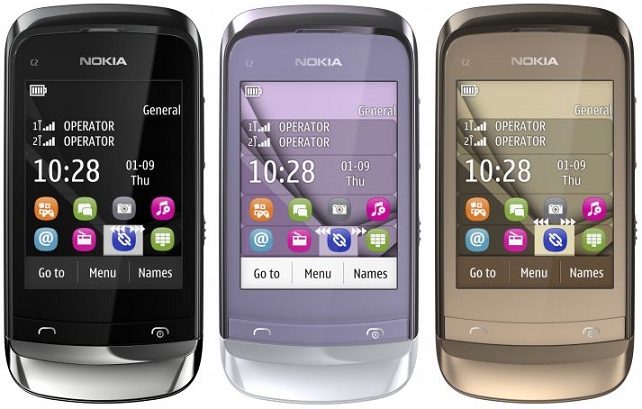 C2 NOKIA
General
1 OPERATOR
2 OPERATOR
10:28 01-09
Thu
@
Go to Menu Names
C2 NOKIA
General
1 OPERATOR
2 OPERATOR
10:28 01-09
Thu
@
Go to Menu Names
C2 NOKIA
General
1 OPERATOR
2 OPERATOR
10:28 01-09
Thu
@
Go to Menu Names